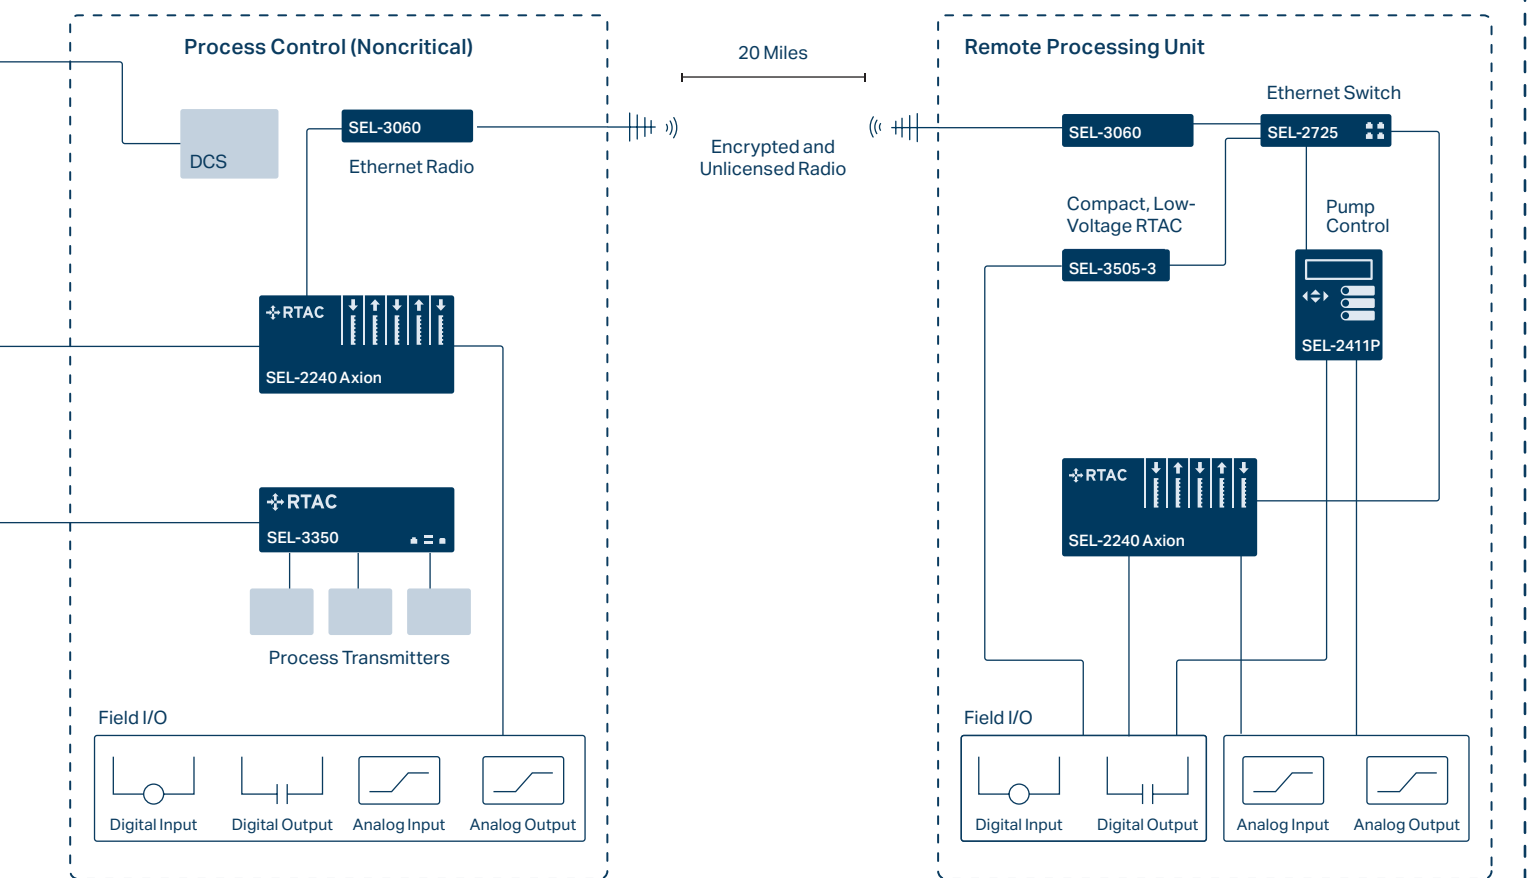 Process Control (Noncritical)
DCS
SEL-3060
Ethernet Radio
RTAC
SEL-2240 Axion
RTAC
SEL-3350
Process Transmitters
Field I/O
Digital Input
Digital Output
Analog Input
Analog Output
20 Miles
Encrypted and
Unlicensed Radio
Remote Processing Unit
Ethernet Switch
SEL-3060
SEL-2725
Compact, Low-
Voltage RTAC
SEL-3505-3
Pump
Control
SEL-2411P
RTAC
SEL-2240 Axion
Field I/O
Digital Input
Digital Output
Analog Input
Analog Output